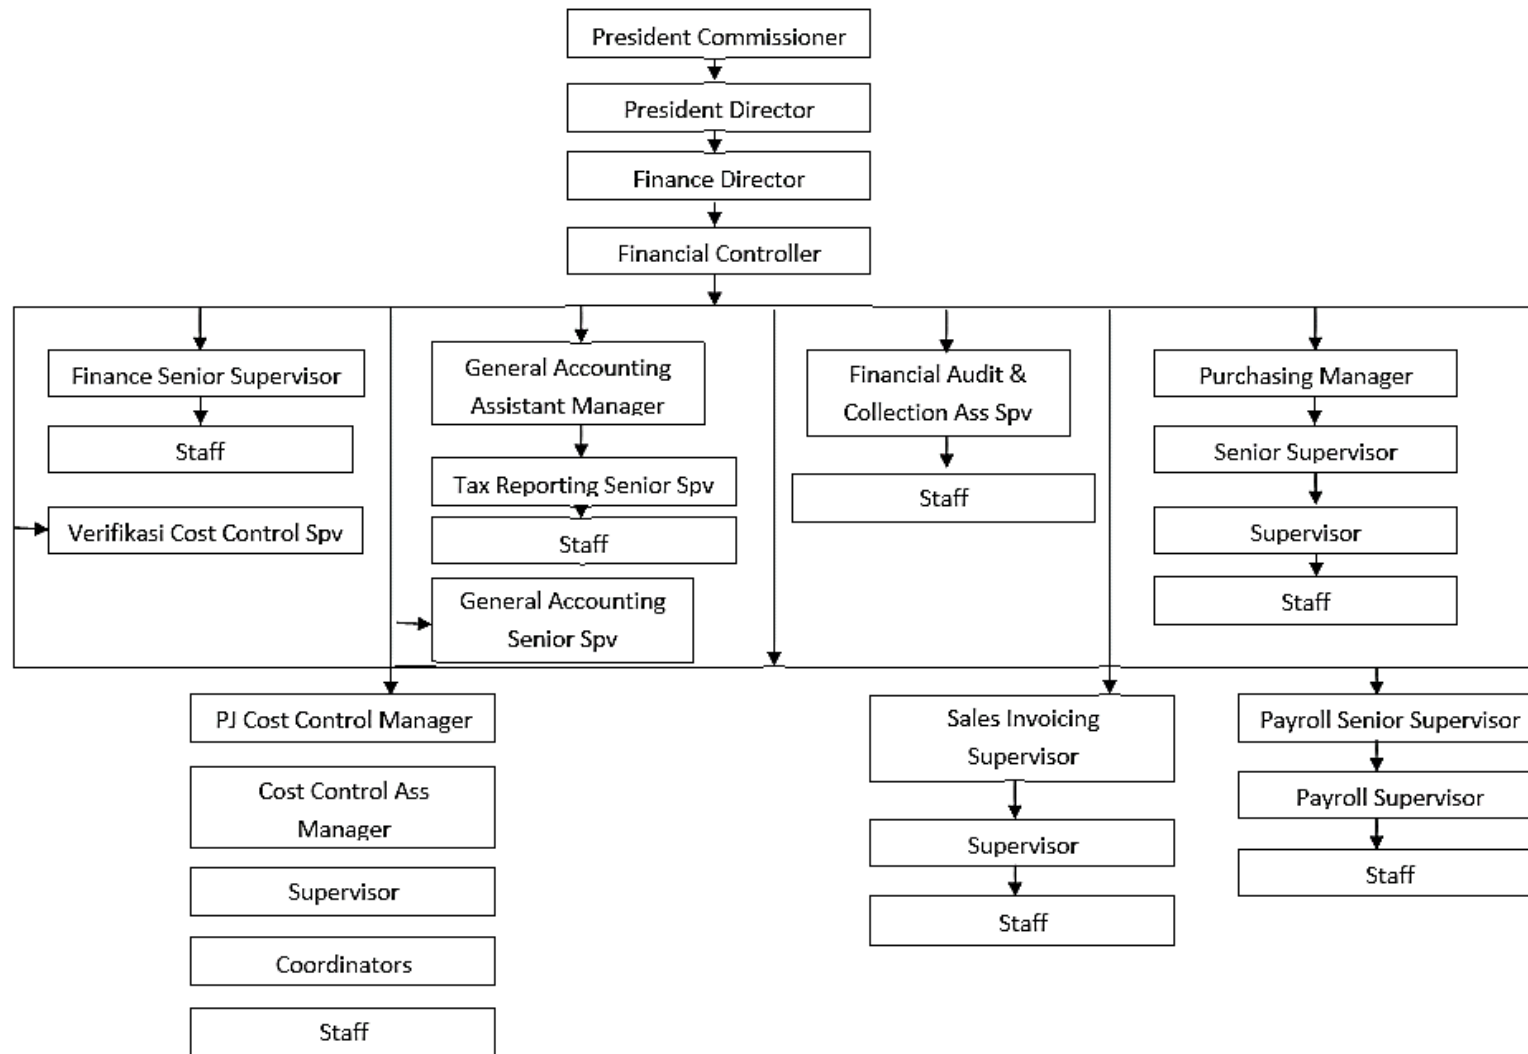 President Commissioner
President Director
Finance Director
Financial Controller
Finance Senior Supervisor
Staff
Verifikasi Cost Control Spv
General Accounting
Assistant Manager
Tax Reporting Senior Spv
Staff
General Accounting
Senior Spv
Financial Audit &
Collection Ass Spv
Staff
Purchasing Manager
Senior Supervisor
Supervisor
Staff
PJ Cost Control Manager
Cost Control Ass
Manager
Supervisor
Coordinators
Staff
Sales Invoicing
Supervisor
Supervisor
Staff
Payroll Senior Supervisor
Payroll Supervisor
Staff